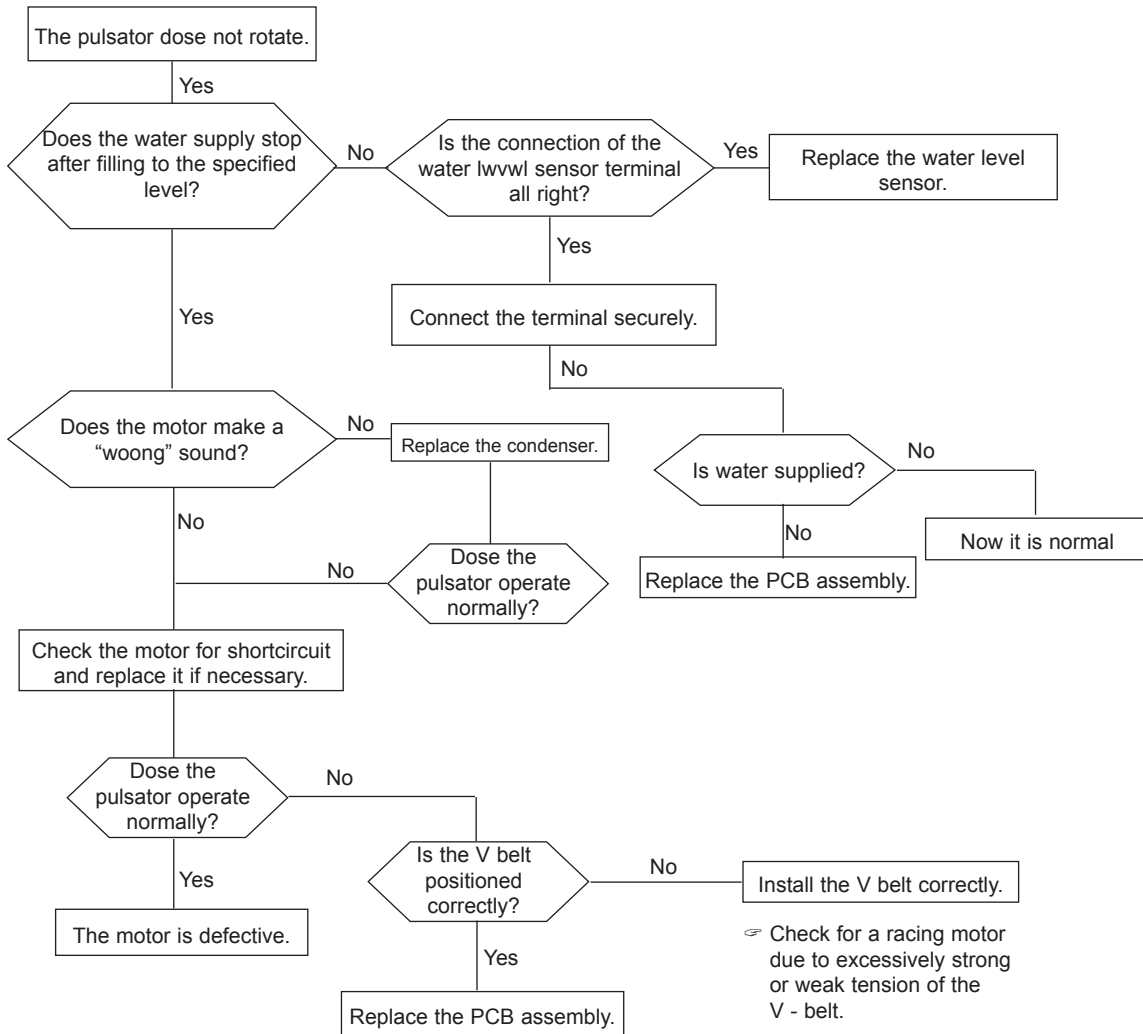 The pulsator dose not rotate.
Yes
Does the water supply stop
after filling to the specified
level?
No
Is the connection of the
water lwvwl sensor terminal
all right?
Yes
Replace the water level
sensor.
Yes
Connect the terminal securely.
No
Yes
Does the motor make a
“woong” sound?
No
Replace the condenser.
Is water supplied?
No
Now it is normal
No
Replace the PCB assembly.
No
Dose the
pulsator operate
normally?
No
Check the motor for shortcircuit
and replace it if necessary.
Dose the
pulsator operate
normally?
No
Yes
The motor is defective.
Is the V belt
positioned
correctly?
No
Install the V belt correctly.
☞ Check for a racing motor
due to excessively strong
or weak tension of the
V - belt.
Yes
Replace the PCB assembly.